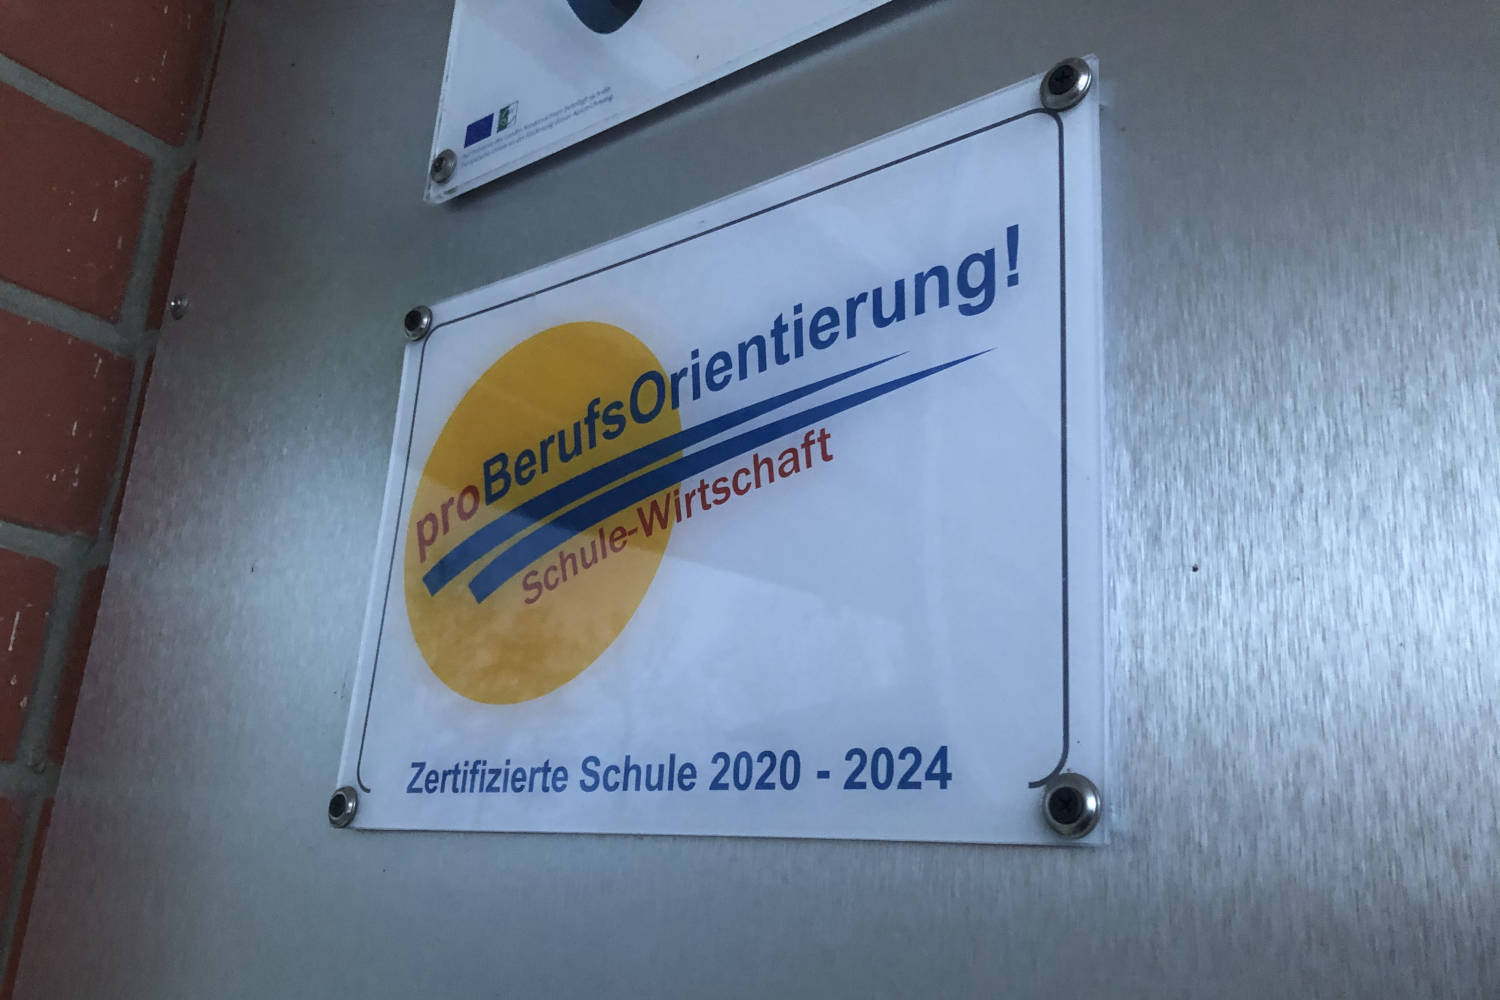 proBerufsOrientierung!
Schule-Wirtschaft
Zertifizierte Schule 2020 - 2024